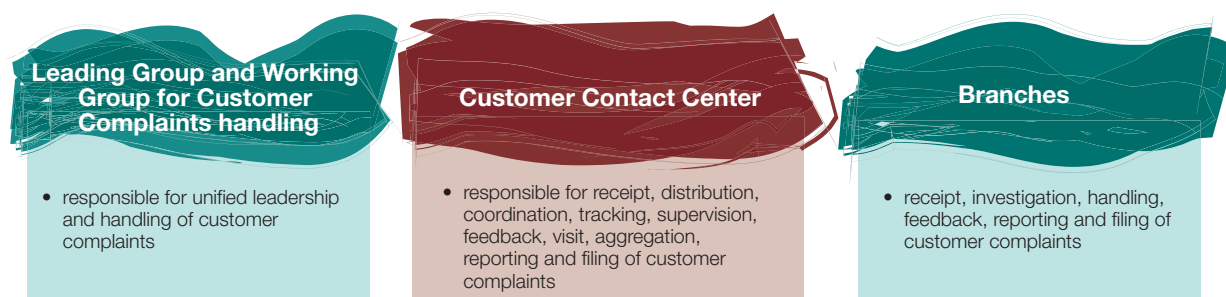 Leading Group and Working
Group for Customer
Complaints handling
• responsible for unified leadership
and handling of customer
complaints
Customer Contact Center
• responsible for receipt, distribution,
coordination, tracking, supervision,
feedback, visit, aggregation,
reporting and filing of customer
complaints
Branches
• receipt, investigation, handling,
feedback, reporting and filing of
customer complaints